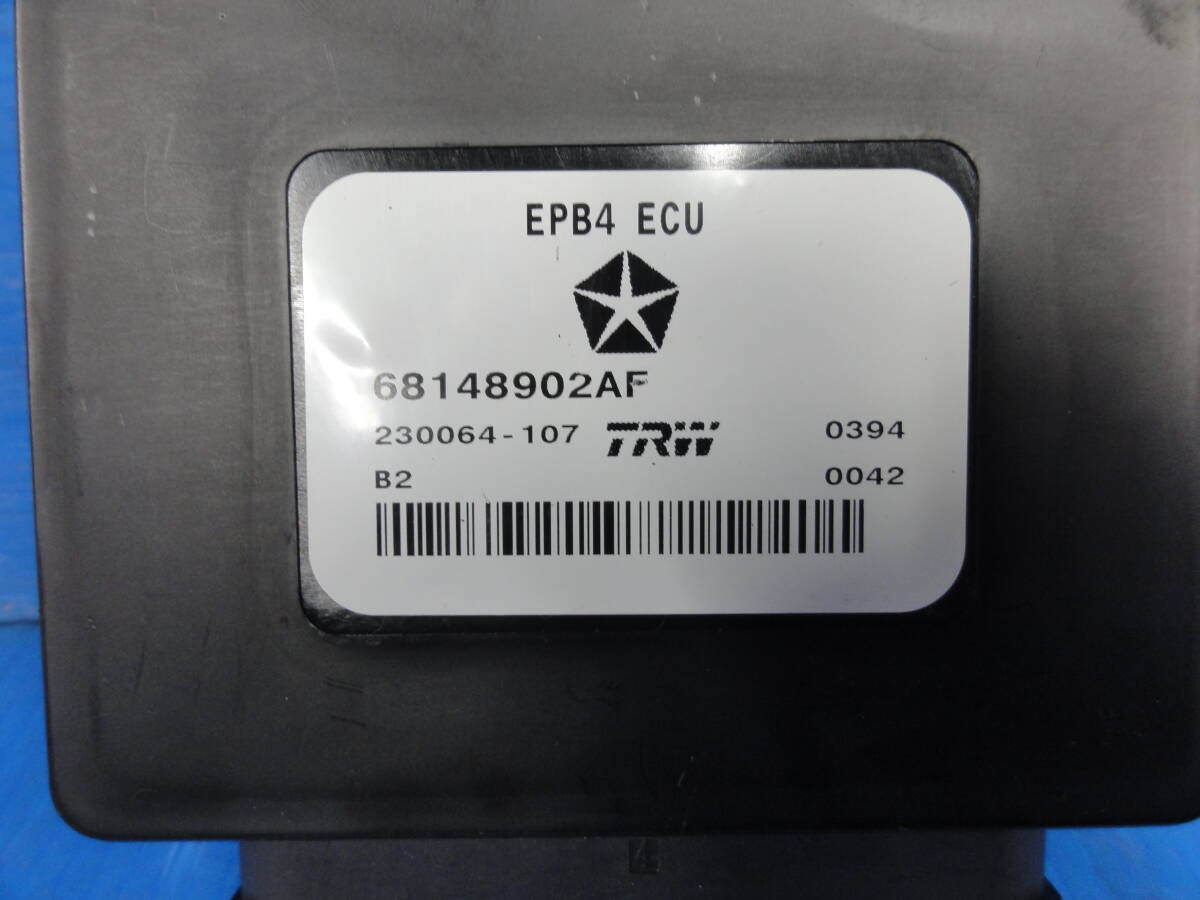 EPB4 ECU
68148902AF
230064-107 TRW 0394
B2 0042